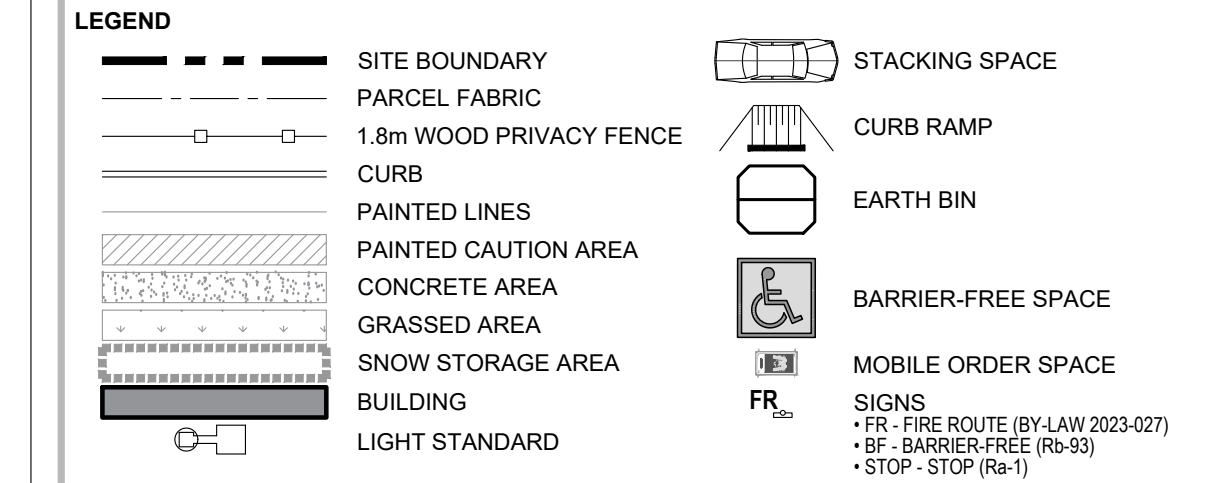 LEGEND
SITE BOUNDARY
PARCEL FABRIC
1.8m WOOD PRIVACY FENCE
CURB
PAINTED LINES
PAINTED CAUTION AREA
CONCRETE AREA
GRASSED AREA
SNOW STORAGE AREA
BUILDING
LIGHT STANDARD
STACKING SPACE
CURB RAMP
EARTH BIN
BARRIER-FREE SPACE
MOBILE ORDER SPACE
FR
SIGNS
• FR - FIRE ROUTE (BY-LAW 2023-027)
• BF - BARRIER-FREE (Rb-93)
• STOP - STOP (Ra-1)